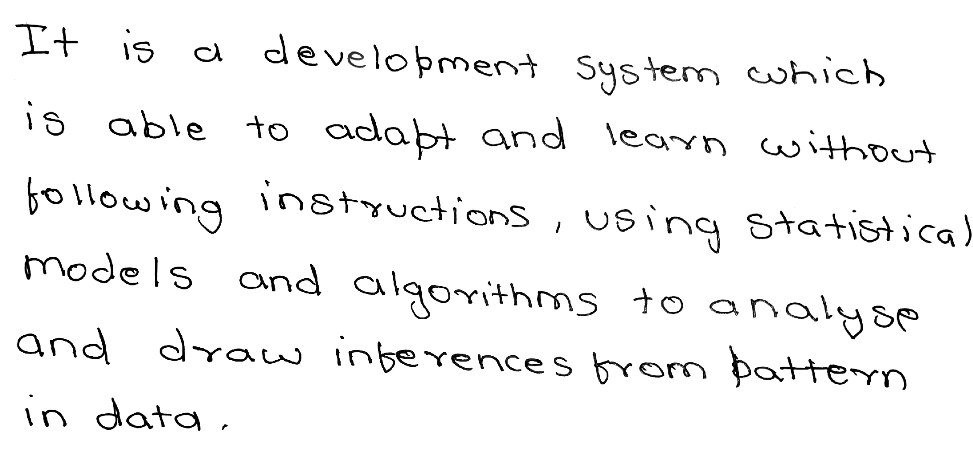 It is a development system which
is able to adapt and learn without
following instructions, using statistical
models and algorithms to analyse
and draw inferences from pattern
in data.